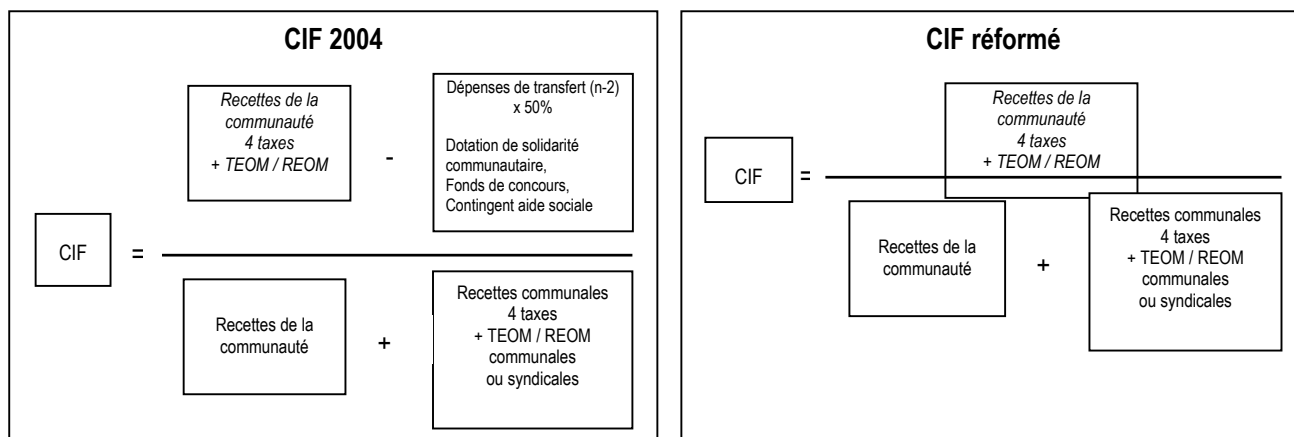 CIF 2004
Recettes de la
communauté
4 taxes
+ TEOM / REOM
-
Dépenses de transfert (n-2)
x 50%
Dotation de solidarité
communautaire,
Fonds de concours,
Contingent aide sociale
CIF
=
Recettes de la
communauté
+
Recettes communales
4 taxes
+ TEOM / REOM
communales
ou syndicales
CIF réformé
Recettes de la
communauté
4 taxes
+ TEOM / REOM
CIF
=
Recettes de la
communauté
+
Recettes communales
4 taxes
+ TEOM / REOM
communales
ou syndicales